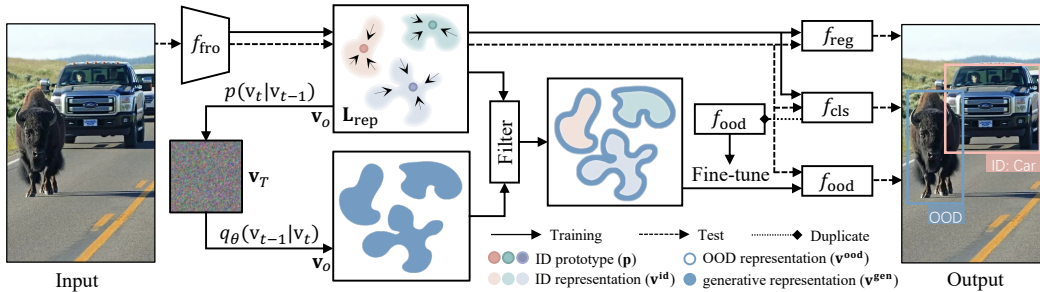 Input
f_fro
p(v_t|v_{t-1})
v_o
L_rep
v_T
q_θ(v_{t-1}|v_t)
v_o
Filter
f_ood
Fine-tune
f_reg
f_cls
f_ood
Training
Test
Duplicate
ID prototype (p)
OOD representation (v^ood)
ID representation (v^id)
generative representation (v^gen)
ID: Car
OOD
Output